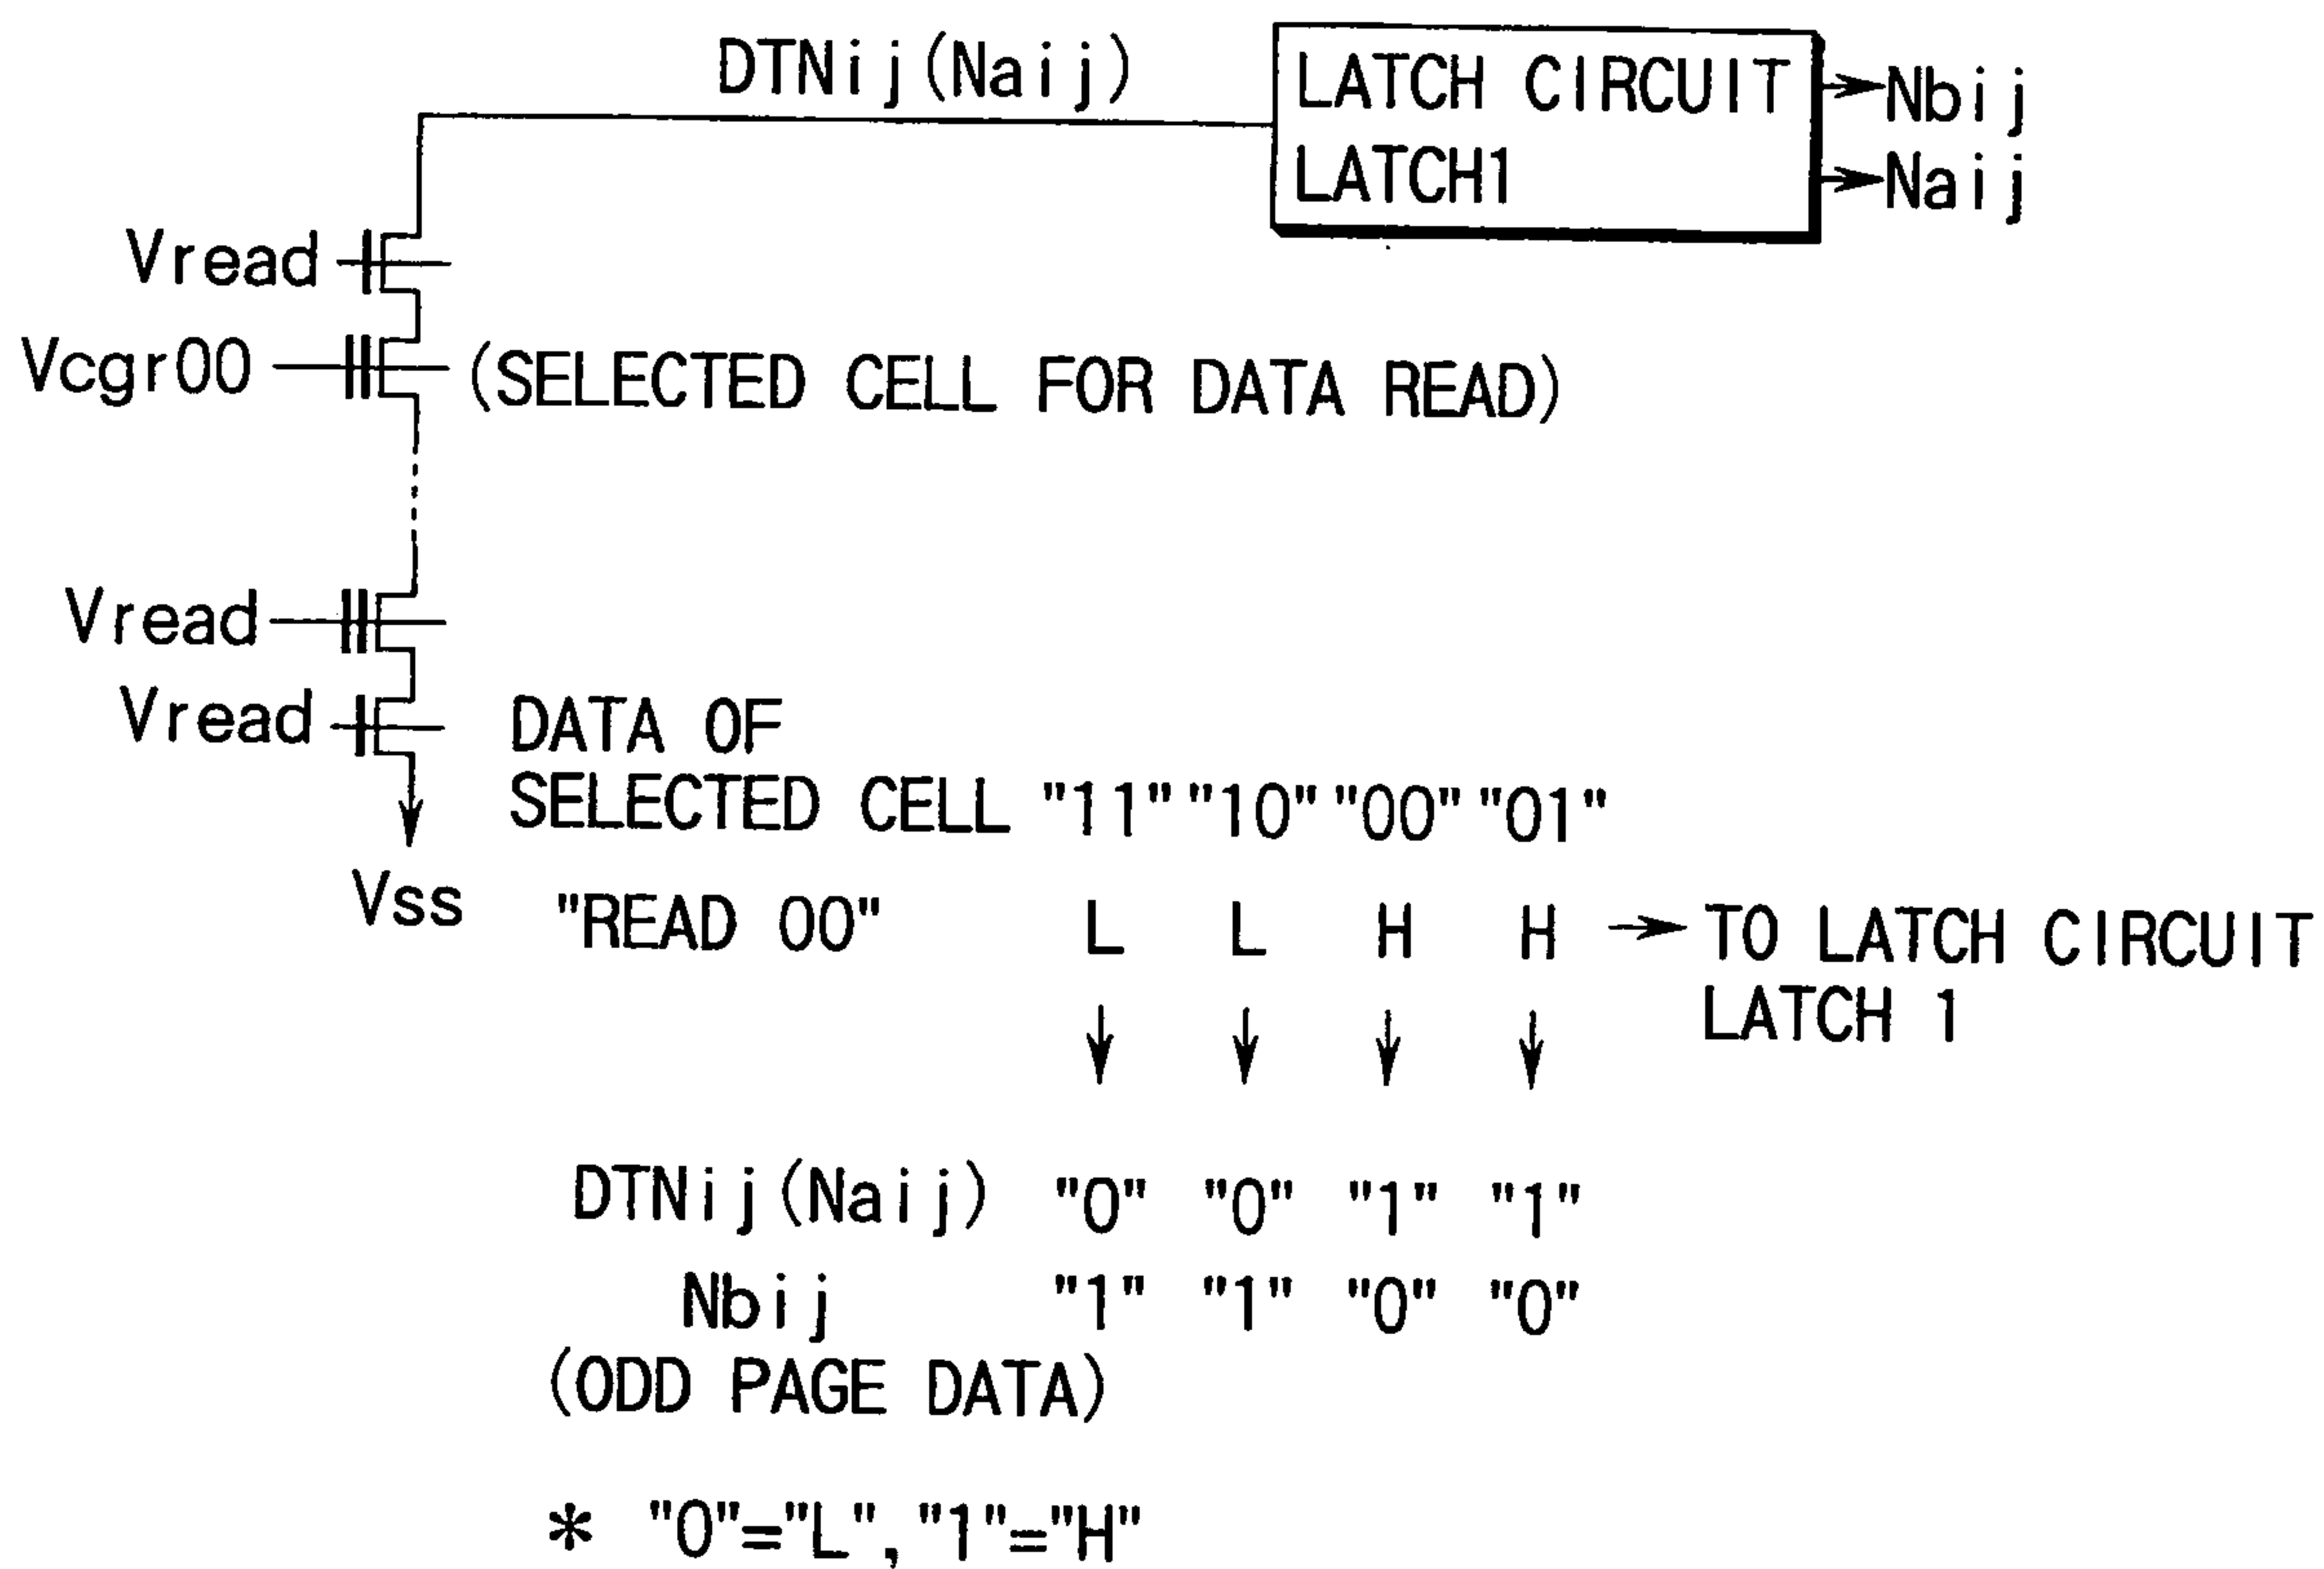 DTNij(Naij)
LATCH CIRCUIT
LATCH1
Nbij
Naij
Vread
Vcgr00
(SELECTED CELL FOR DATA READ)
Vread
Vread
Vss
DATA OF
SELECTED CELL "11" "10" "00" "01"
"READ 00" L L H H
TO LATCH CIRCUIT
LATCH 1
DTNij(Naij) "0" "0" "1" "1"
Nbij "1" "1" "0" "0"
(ODD PAGE DATA)
* "0"="L", "1"="H"